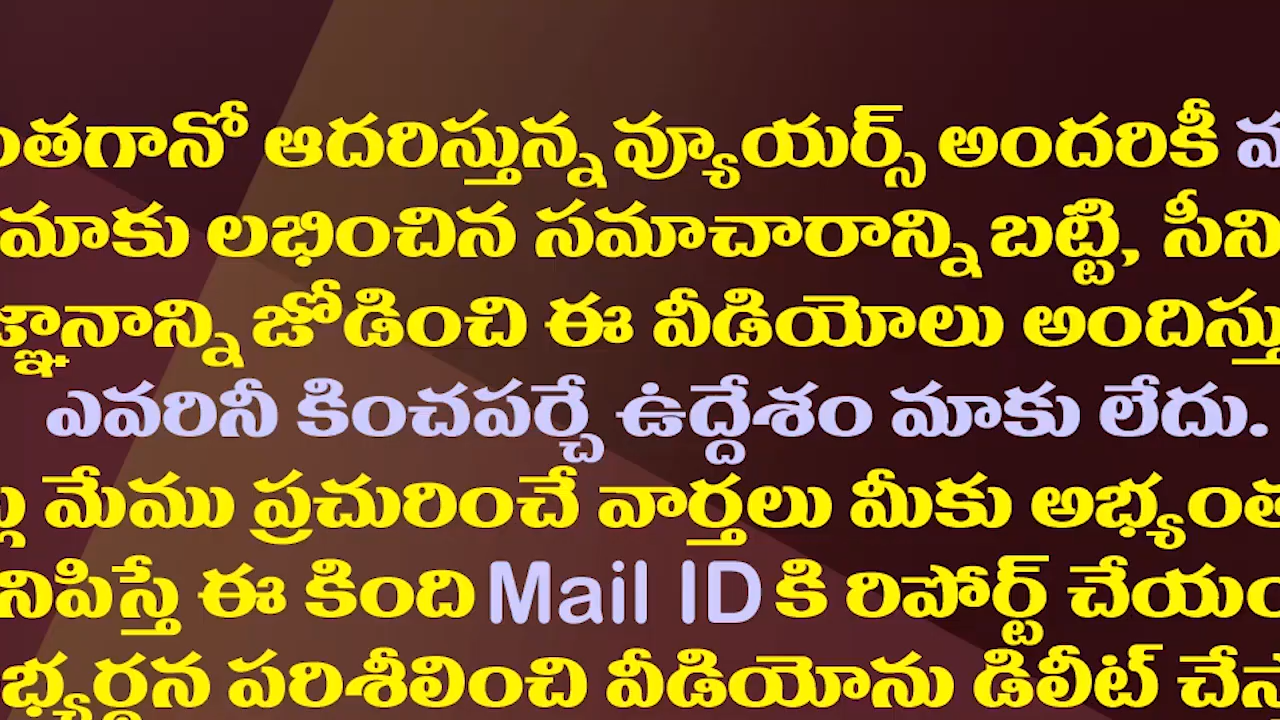 ంతగానో ఆదరిస్తున్న వ్యూయర్స్ అందరికీ
మాకు లభించిన సమాచారాన్ని బట్టి, సీని
జ్ఞానాన్ని జోడించి ఈ వీడియోలు అందిస్తు
ఎవరినీ కించపర్చే ఉద్దేశం మాకు లేదు.
మేము ప్రచురించే వార్తలు మీకు అభ్యంత
నిపిస్తే ఈ కింది Mail ID కి రిపోర్ట్ చేయం
భ్యర్థన పరిశీలించి వీడియోను డిలీట్ చేస